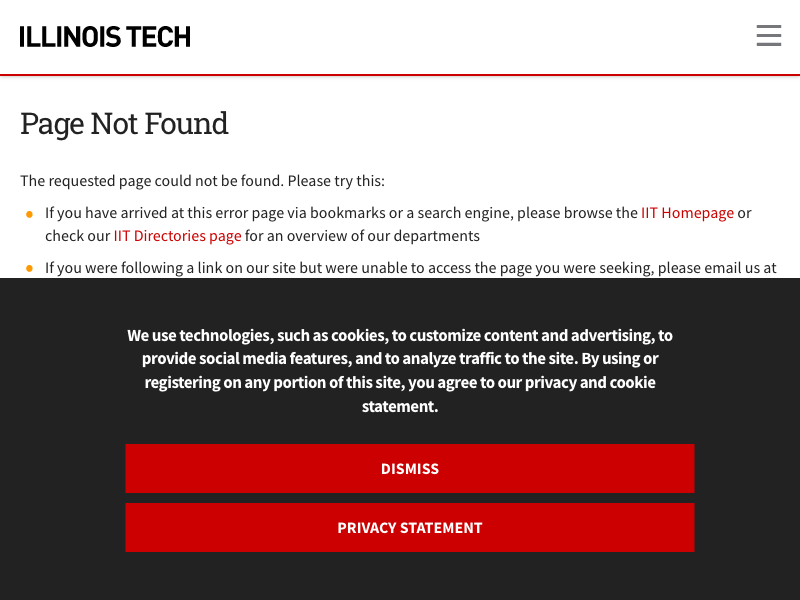 ILLINOIS TECH
Page Not Found
The requested page could not be found. Please try this:
If you have arrived at this error page via bookmarks or a search engine, please browse the IIT Homepage or
check our IIT Directories page for an overview of our departments
If you were following a link on our site but were unable to access the page you were seeking, please email us at
We use technologies, such as cookies, to customize content and advertising, to
provide social media features, and to analyze traffic to the site. By using or
registering on any portion of this site, you agree to our privacy and cookie
statement.
DISMISS
PRIVACY STATEMENT